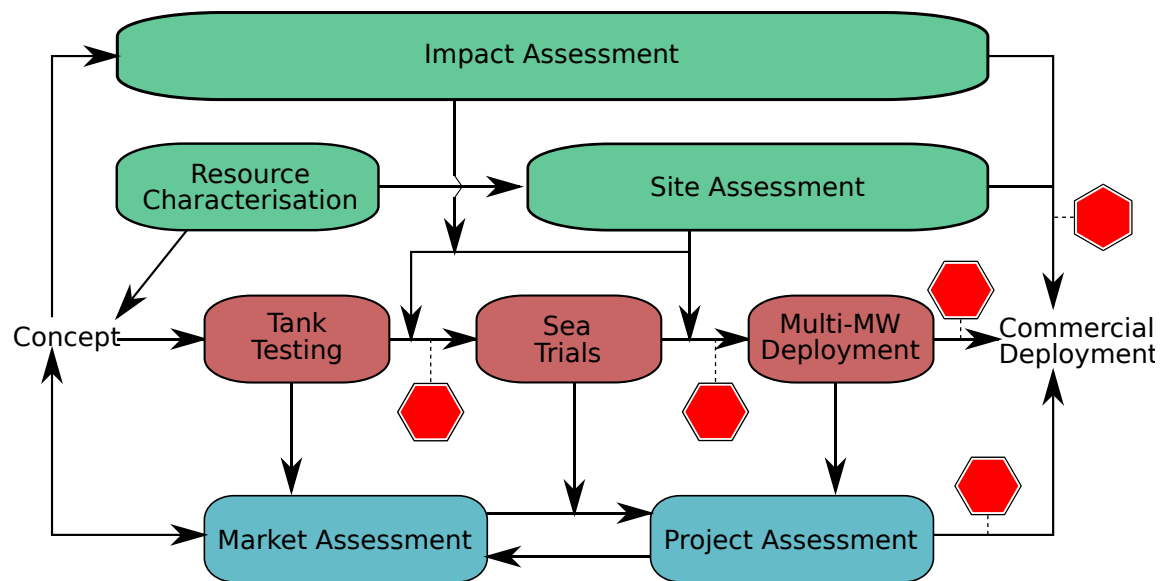 Impact Assessment
Resource
Characterisation
Site Assessment
Concept
Tank
Testing
Sea
Trials
Multi-MW
Deployment
Commercial
Deployment
Market Assessment
Project Assessment